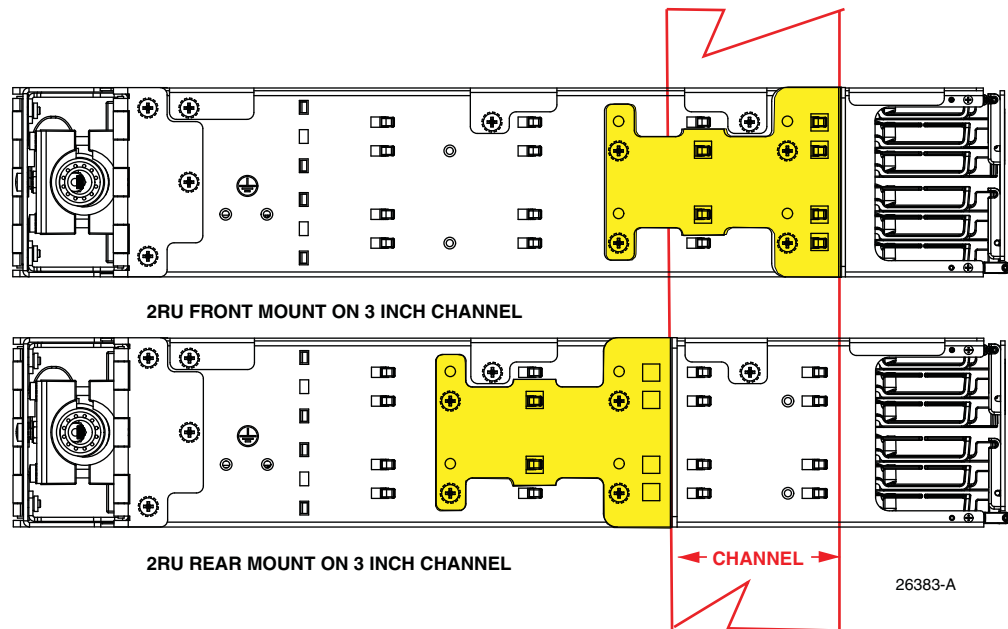 2RU FRONT MOUNT ON 3 INCH CHANNEL
2RU REAR MOUNT ON 3 INCH CHANNEL
CHANNEL
26383-A